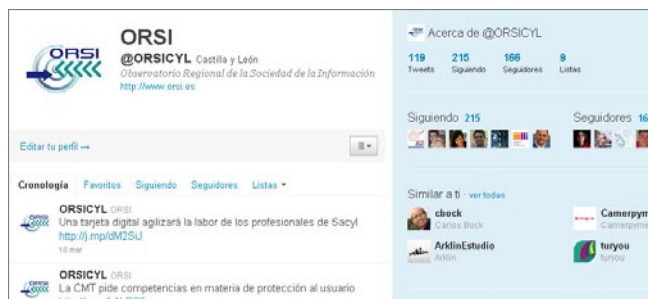 ORSI
ORSI
@ORSICYL Castilla y León
Observatorio Regional de la Sociedad de la Información
http://www.orsi.es
Editar tu perfil →
Cronología Favoritos Siguiendo Seguidores Listas
ORSICYL ORSI
Una tarjeta digital agilizará la labor de los profesionales de Sacyl
http://j.mp/dM2SiJ
18 mar
ORSICYL ORSI
La CMT pide competencias en materia de protección al usuario
Acerca de @ORSICYL
119 215 166 9
Tweets Siguiendo Seguidores Listas
Siguiendo 215
Seguidores 16
Similar a ti · ver todas
cbock
Carlos Bock
Camerpym
Camerpyme
ArklinEstudio
Arklin
turyou
turyou